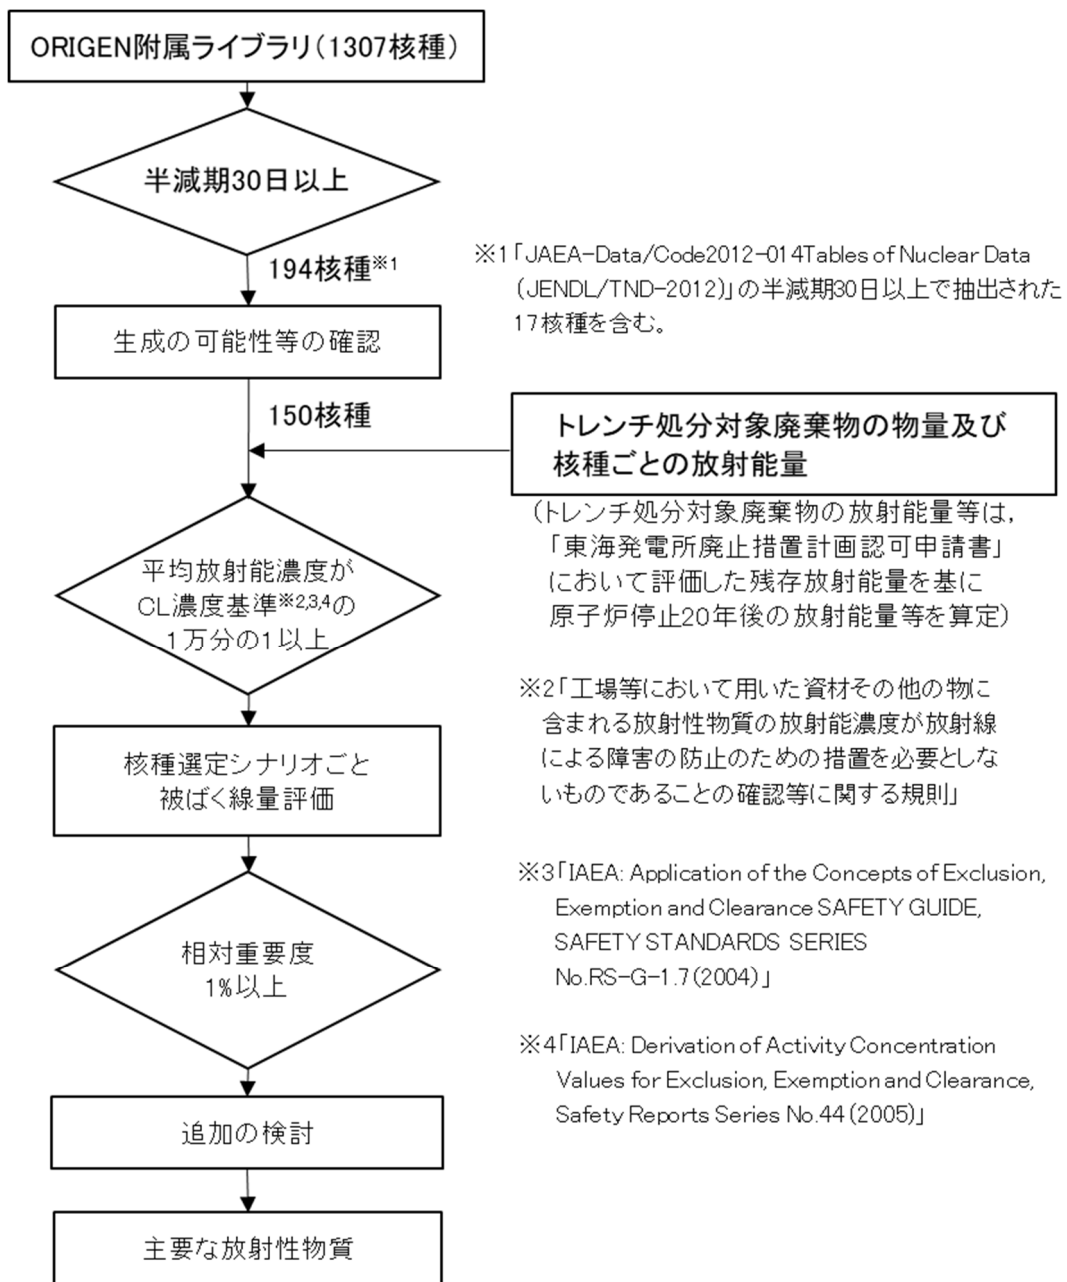 ORIGEN附属ライブラリ(1307核種)
半減期30日以上
194核種※1
※1「JAEA-Data/Code2012-014Tables of Nuclear Data
(JENDL/TND-2012)」の半減期30日以上で抽出された
17核種を含む。
生成の可能性等の確認
150核種
トレンチ処分対象廃棄物の物量及び
核種ごとの放射能量
(トレンチ処分対象廃棄物の放射能量等は,
「東海発電所廃止措置計画認可申請書」
において評価した残存放射能量を基に
原子炉停止20年後の放射能量等を算定)
平均放射能濃度が
CL濃度基準※2,3,4の
1万分の1以上
※2「工場等において用いた資材その他の物に
含まれる放射性物質の放射能濃度が放射線
による障害の防止のための措置を必要としな
いものであることの確認等に関する規則」
核種選定シナリオごと
被ばく線量評価
※3「IAEA: Application of the Concepts of Exclusion,
Exemption and Clearance SAFETY GUIDE,
SAFETY STANDARDS SERIES
No.RS-G-1.7(2004)」
相対重要度
1%以上
※4「IAEA: Derivation of Activity Concentration
Values for Exclusion, Exemption and Clearance,
Safety Reports Series No.44(2005)」
追加の検討
主要な放射性物質